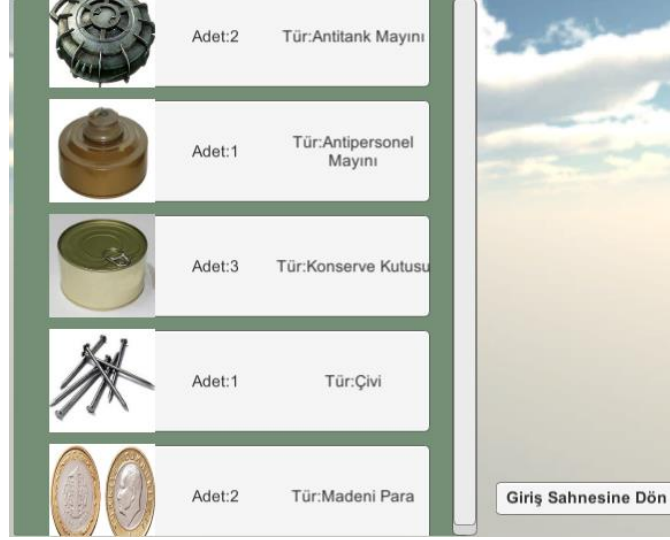 Adet:2 Tür:Antitank Mayını
Adet:1 Tür:Antipersonel
Mayını
Adet:3 Tür:Konserve Kutusu
Adet:1 Tür:Çivi
Adet:2 Tür:Madeni Para
Giriş Sahnesine Dön